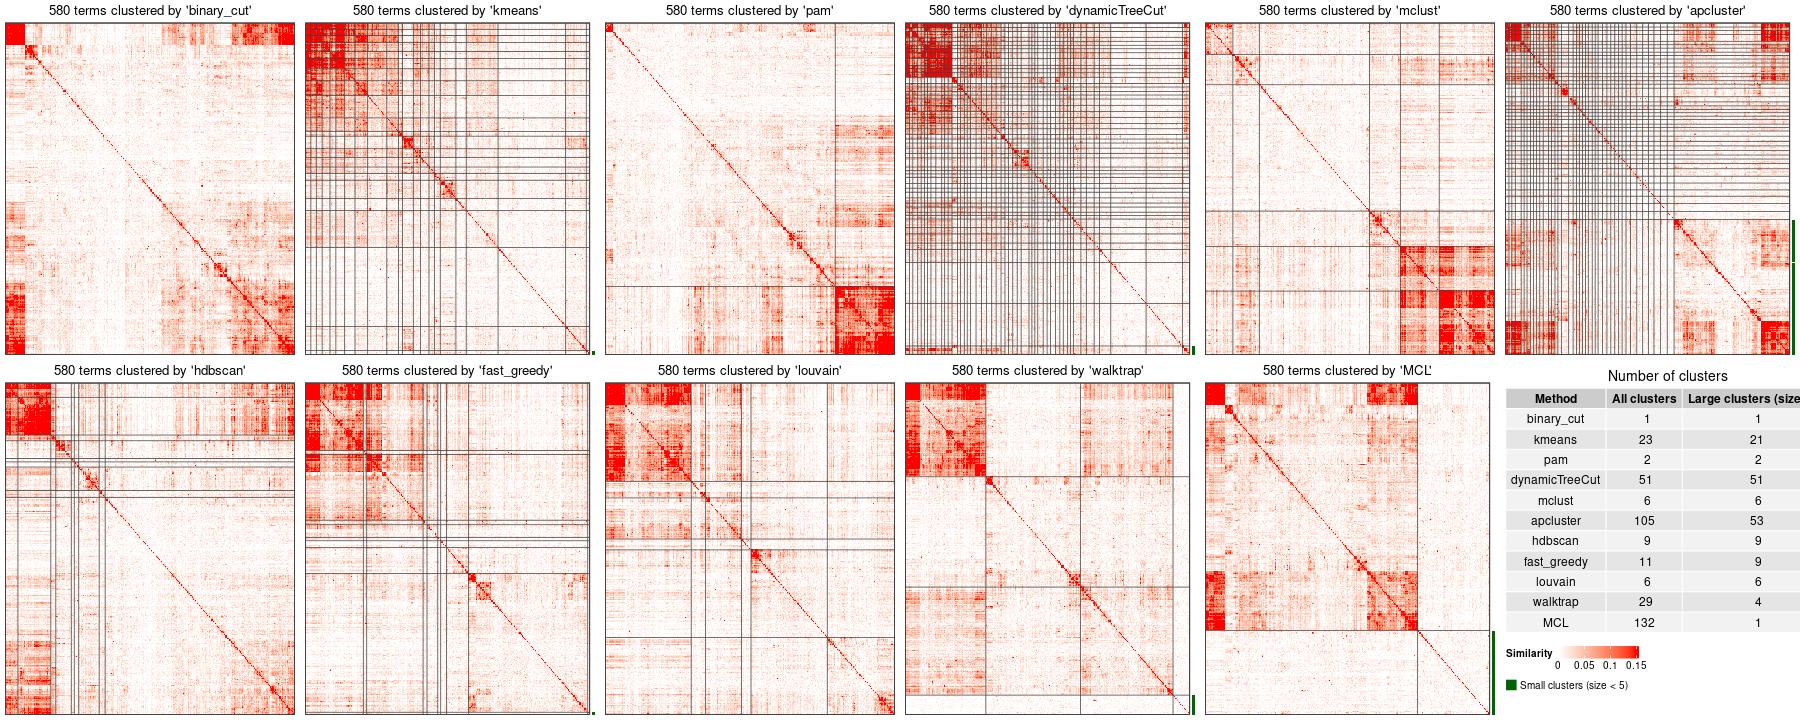 580 terms clustered by 'binary_cut'
580 terms clustered by 'kmeans'
580 terms clustered by 'pam'
580 terms clustered by 'dynamicTreeCut'
580 terms clustered by 'mclust'
580 terms clustered by 'apcluster'
580 terms clustered by 'hdbscan'
580 terms clustered by 'fast_greedy'
580 terms clustered by 'louvain'
580 terms clustered by 'walktrap'
580 terms clustered by 'MCL'
Number of clusters
Method All clusters Large clusters (size
binary_cut 1 1
kmeans 23 21
pam 2 2
dynamicTreeCut 51 51
mclust 6 6
apcluster 105 53
hdbscan 9 9
fast_greedy 11 9
louvain 6 6
walktrap 29 4
MCL 132 1
Similarity
0 0.05 0.1 0.15
Small clusters (size < 5)